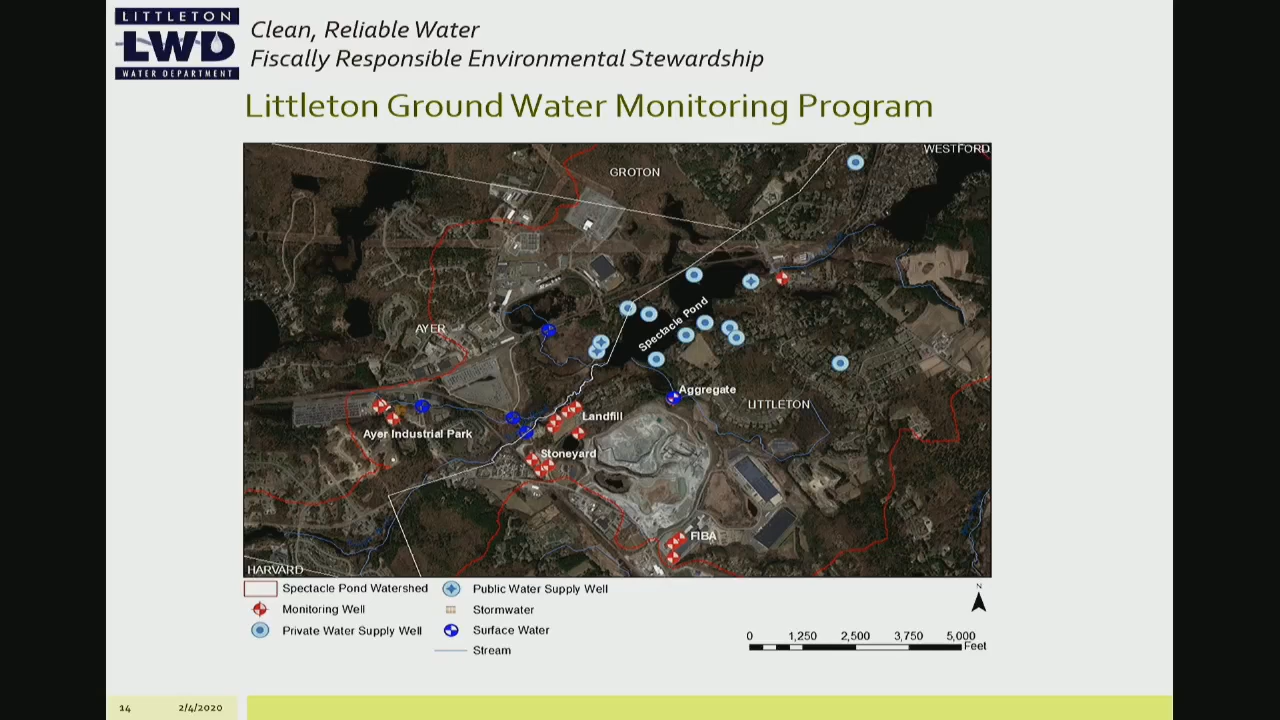 LITTLETON
LWD
WATER DEPARTMENT
Clean, Reliable Water
Fiscally Responsible Environmental Stewardship
Littleton Ground Water Monitoring Program
WESTFORD
GROTON
Spectacle Pond
AYER
Aggregate
LITTLETON
Landfill
Ayer Industrial Park
Stoneyard
FIBA
HARVARD
Spectacle Pond Watershed
Monitoring Well
Private Water Supply Well
Public Water Supply Well
Stormwater
Surface Water
Stream
N
0 1,250 2,500 3,750 5,000
Feet
14 2/4/2020